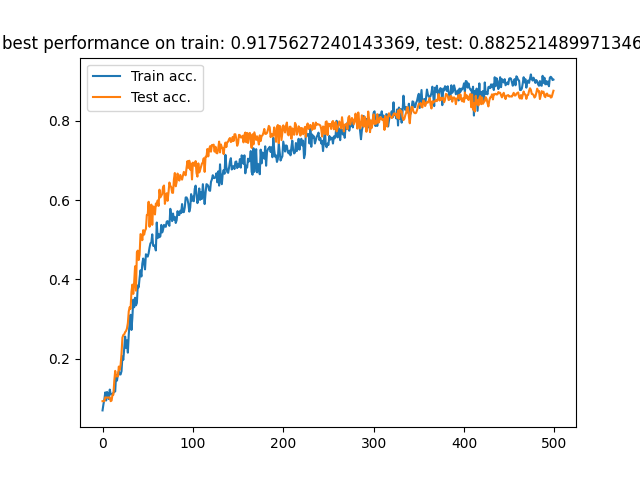 best performance on train: 0.9175627240143369, test: 0.882521489971346
Train acc.
Test acc.
0.8
0.6
0.4
0.2
0 100 200 300 400 500